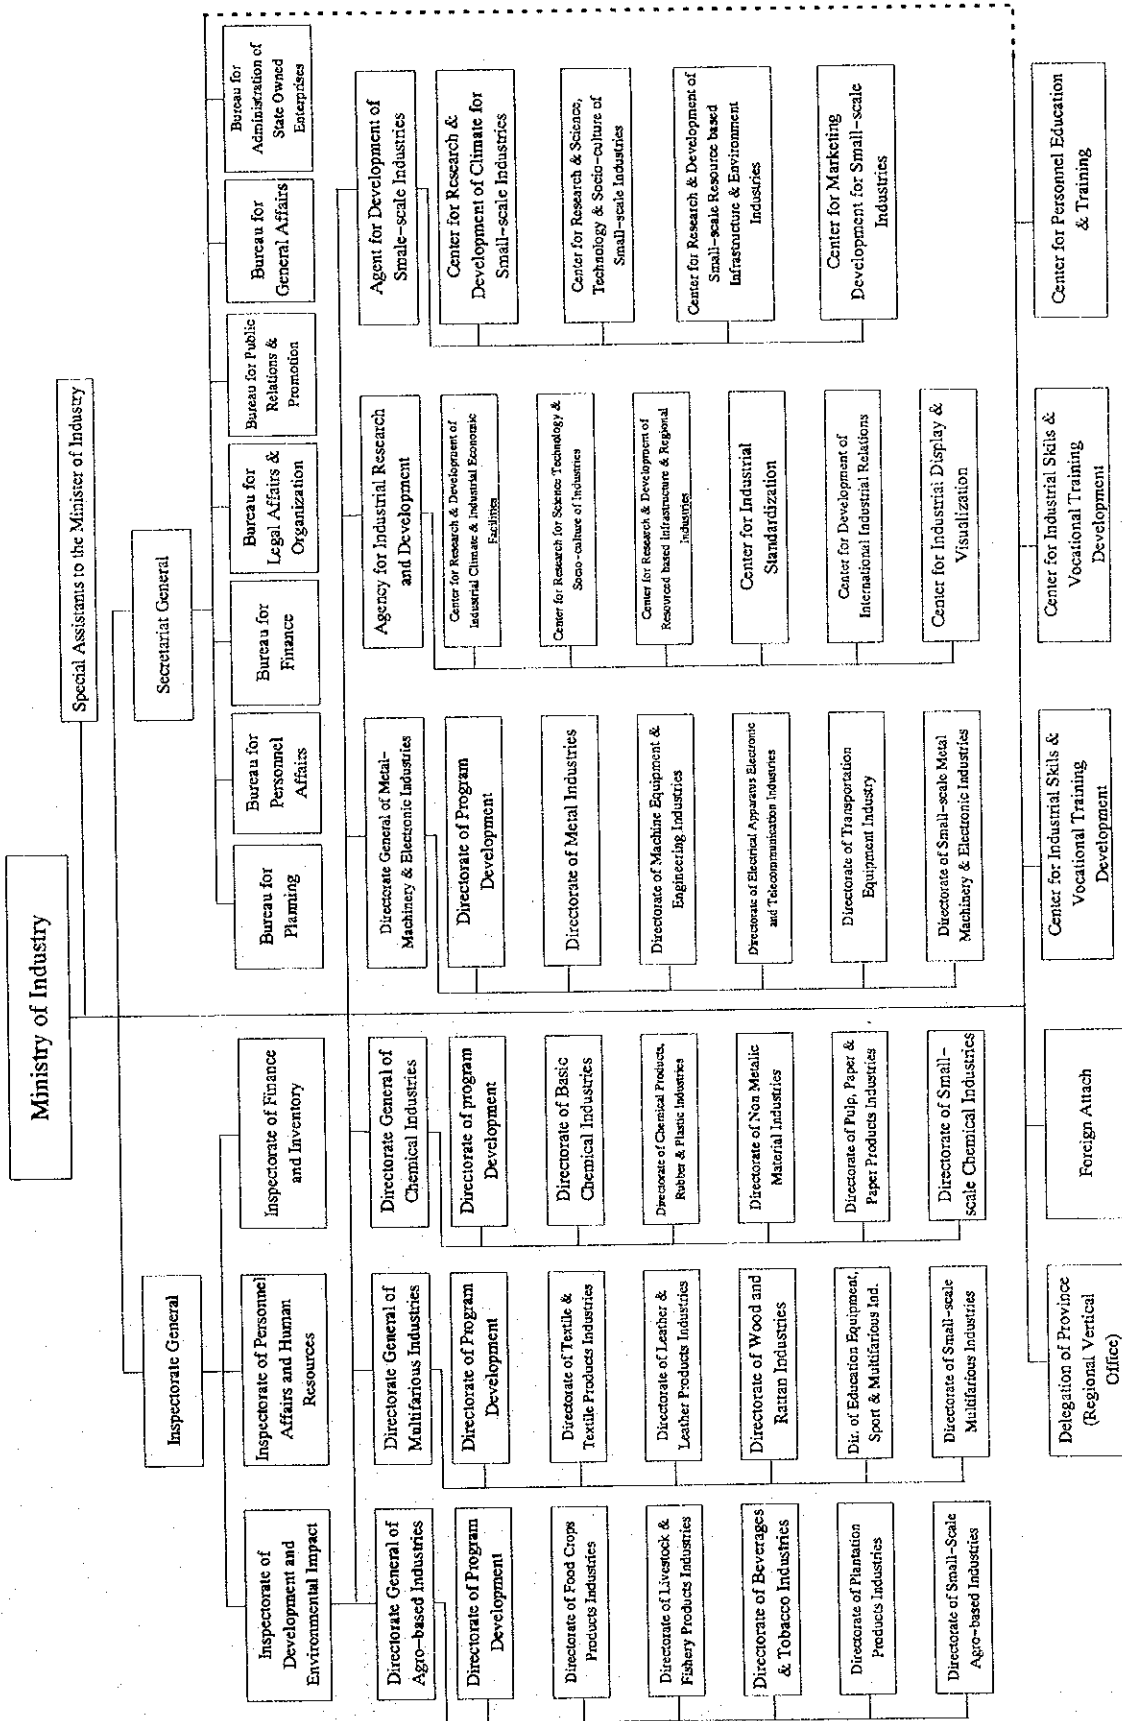 Ministry of Industry
Special Assistants to the Minister of Industry
Inspectorate General
Secretariat General
Inspectorate of
Development and
Environmental Impact
Inspectorate of Personnel
Affairs and Human
Resources
Inspectorate of Finance
and Inventory
Bureau for
Planning
Bureau for
Personnel
Affairs
Bureau for
Finance
Bureau for
Legal Affairs &
Organization
Bureau for Public
Relations &
Promotion
Bureau for
General Affairs
Bureau for
Administration of
State Owned
Enterprises
Directorate General of
Agro-based Industries
Directorate of Program
Development
Directorate of Food Crops
Products Industries
Directorate of Livestock &
Fishery Products Industries
Directorate of Beverages
& Tobacco Industries
Directorate of Plantation
Products Industries
Directorate of Small-Scale
Agro-based Industries
Directorate General of
Multifarious Industries
Directorate of Program
Development
Directorate of Textile &
Textile Products Industries
Directorate of Leather &
Leather Products Industries
Directorate of Wood and
Rattan Industries
Dir. of Education Equipment,
Sport & Multifarious Ind.
Directorate of Small-scale
Multifarious Industries
Directorate General of
Chemical Industries
Directorate of program
Development
Directorate of Basic
Chemical Industries
Directorate of Chemical Products,
Rubber & Plastic Industries
Directorate of Non Metalic
Material Industries
Directorate of Pulp, Paper &
Paper Products Industries
Directorate of Small-
scale Chemical Industries
Directorate General of Metal-
Machinery & Electronic Industries
Directorate of Program
Development
Directorate of Metal Industries
Directorate of Machine Equipment &
Engineering Industries
Directorate of Electrical Apparatus Electronic
and Telecommunication Industries
Directorate of Transportation
Equipment Industry
Directorate of Small-scale Metal
Machinery & Electronic Industries
Agency for Industrial Research
and Development
Center for Research & Development of
Industrial Climate & Industrial Economic
Facilities
Center for Research for Science Technology &
Socio-culture of Industries
Center for Research & Development of
Resourced based Infrastructure & Regional
Industries
Center for Industrial
Standardization
Center for Development of
International Industrial Relations
Center for Industrial Display &
Visualization
Agent for Development of
Smale-scale Industries
Center for Research &
Development of Climate for
Small-scale Industries
Center for Research & Science,
Technology & Socio-culture of
Small-scale Industries
Center for Research & Development of
Small-scale Resource based
Infrastructure & Environment
Industries
Center for Marketing
Development for Small-scale
Industries
Delegation of Province
(Regional Vertical
Office)
Foreign Attach
Center for Industrial Skils &
Vocational Training
Development
Center for Industrial Skils &
Vocational Training
Development
Center for Personnel Education
& Training